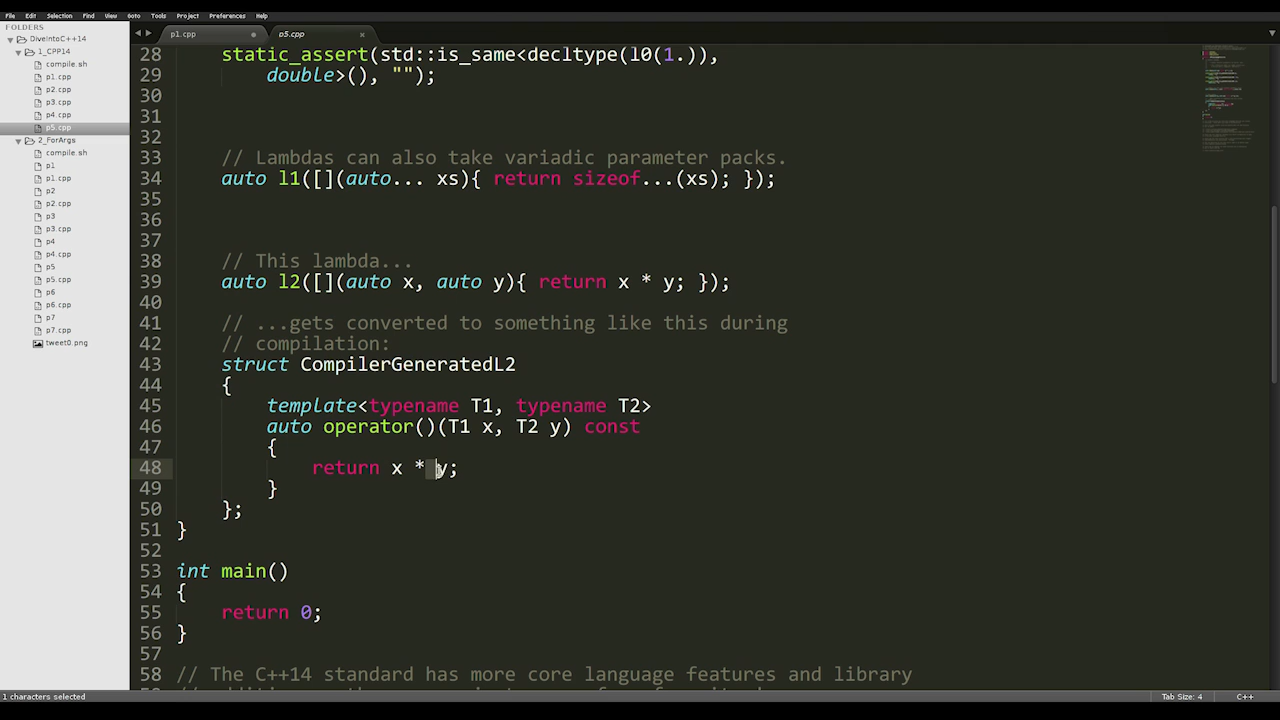 File Edit Selection Find View Goto Tools Project Preferences Help
FOLDERS
DiveIntoC++14
1_CPP14
compile.sh
p1.cpp
p2.cpp
p3.cpp
p4.cpp
p5.cpp
2_ForArgs
compile.sh
p1
p1.cpp
p2
p2.cpp
p3
p3.cpp
p4
p4.cpp
p5
p5.cpp
p6
p6.cpp
p7
p7.cpp
tweet0.png
p1.cpp p5.cpp
28 static_assert(std::is_same<decltype(l0(1.)),
29 double>(), "");
30
31
32
33 // Lambdas can also take variadic parameter packs.
34 auto l1([](auto... xs){ return sizeof...(xs); });
35
36
37
38 // This lambda...
39 auto l2([](auto x, auto y){ return x * y; });
40
41 // ...gets converted to something like this during
42 // compilation:
43 struct CompilerGeneratedL2
44 {
45 template<typename T1, typename T2>
46 auto operator()(T1 x, T2 y) const
47 {
48 return x * y;
49 }
50 };
51 }
52
53 int main()
54 {
55 return 0;
56 }
57
58 // The C++14 standard has more core language features and library
1 characters selected
Tab Size: 4 C++